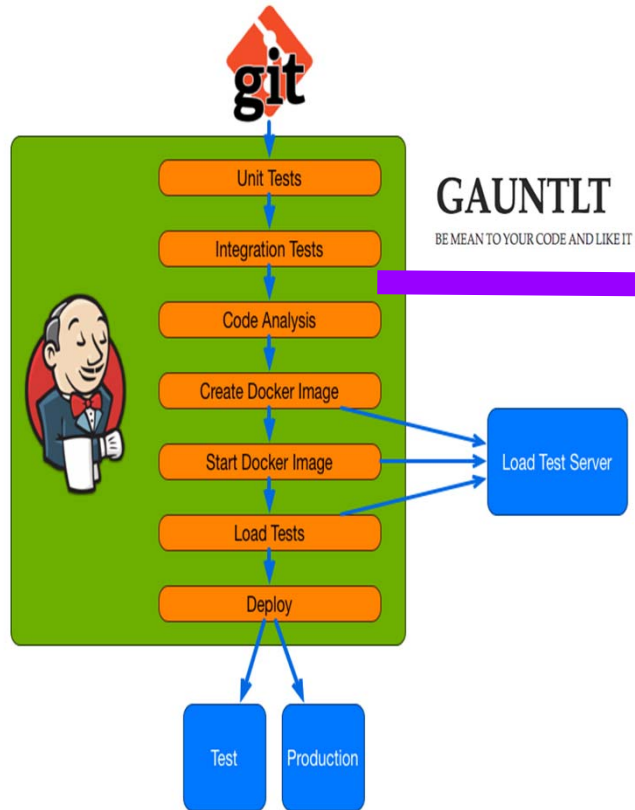 git
Unit Tests
GAUNTLT
BE MEAN TO YOUR CODE AND LIKE IT
Integration Tests
Code Analysis
Create Docker Image
Start Docker Image
Load Test Server
Load Tests
Deploy
Test
Production